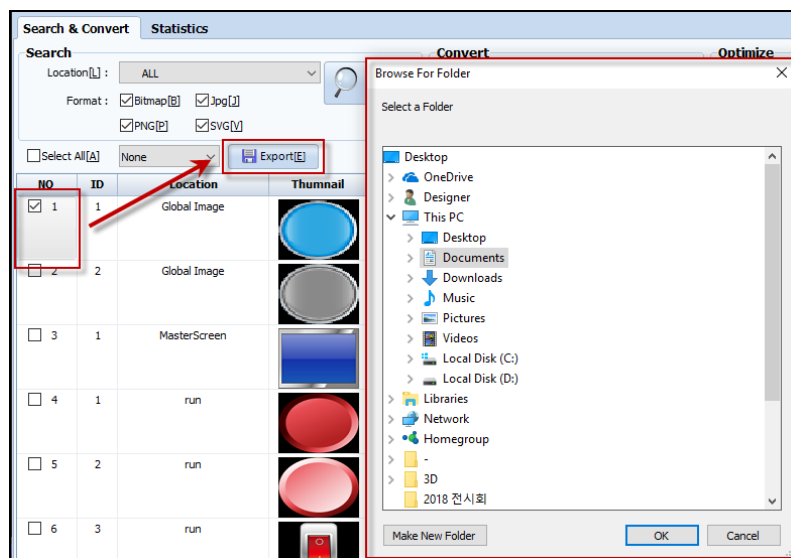 Search & Convert Statistics
Search Convert Optimize
Location[L] : ALL
Format : Bitmap[B] Jpg[J]
PNG[P] SVG[V]
Select All[A] None Export[E]
NO ID Location Thumnail
1 1 Global Image
2 2 Global Image
3 1 MasterScreen
4 1 run
5 2 run
6 3 run
Browse For Folder
Select a Folder
Desktop
OneDrive
Designer
This PC
Desktop
Documents
Downloads
Music
Pictures
Videos
Local Disk (C:)
Local Disk (D:)
Libraries
Network
Homegroup
-
3D
2018 전시회
Make New Folder OK Cancel